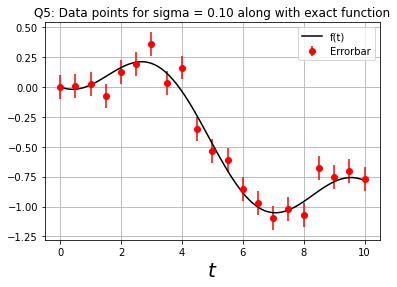 Q5: Data points for sigma = 0.10 along with exact function
0.50
0.25
0.00
-0.25
-0.50
-0.75
-1.00
-1.25
f(t)
Errorbar
0 2 4 6 8 10
t